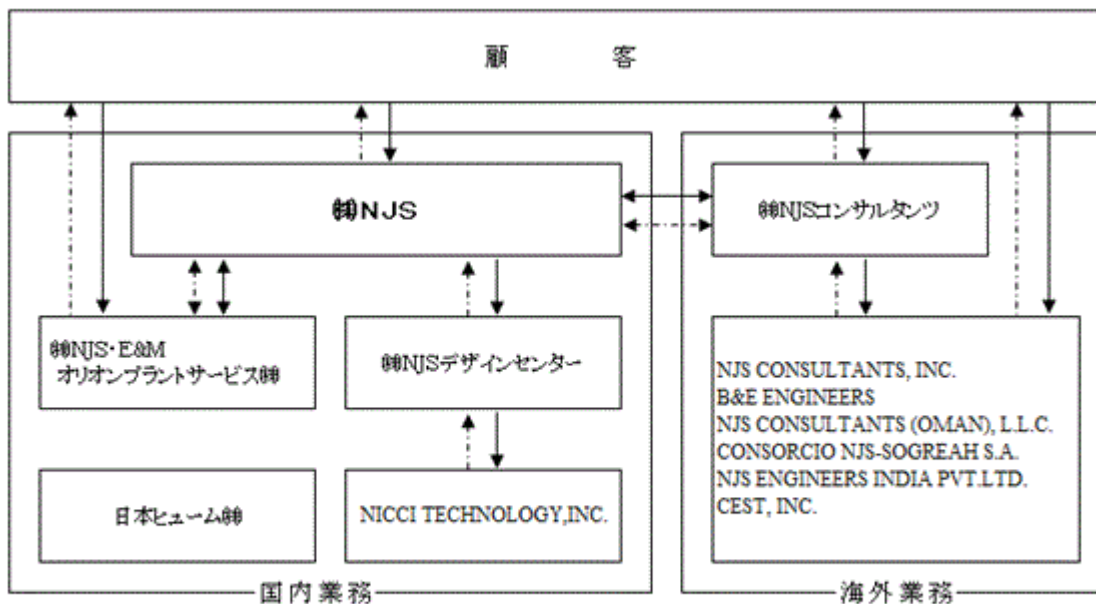 顧　　　客
㈱NJS
㈱NJSコンサルタンツ
㈱NJS・E&M
オリオンプラントサービス㈱
㈱NJSデザインセンター
NJS CONSULTANTS, INC.
B&E ENGINEERS
NJS CONSULTANTS (OMAN), L.L.C.
CONSORCIO NJS-SOGREAH S.A.
NJS ENGINEERS INDIA PVT.LTD.
CEST, INC.
日本ヒューム㈱
NICCI TECHNOLOGY,INC.
国内業務
海外業務